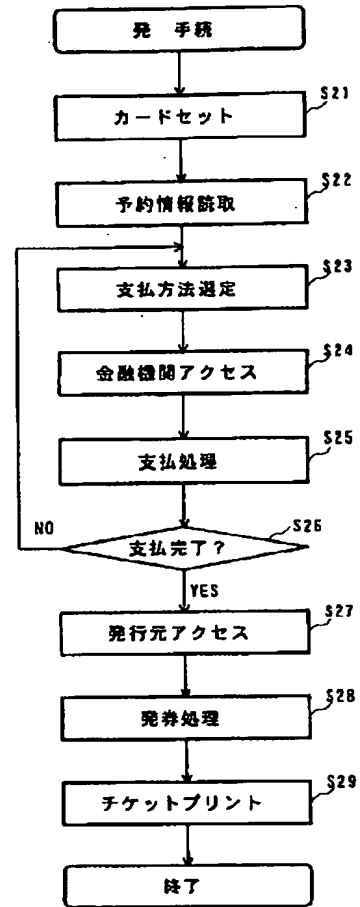 発 手続
カードセット
S21
予約情報読取
S22
支払方法選定
S23
金融機関アクセス
S24
支払処理
S25
支払完了?
S26
NO
YES
発行元アクセス
S27
発券処理
S28
チケットプリント
S29
終了